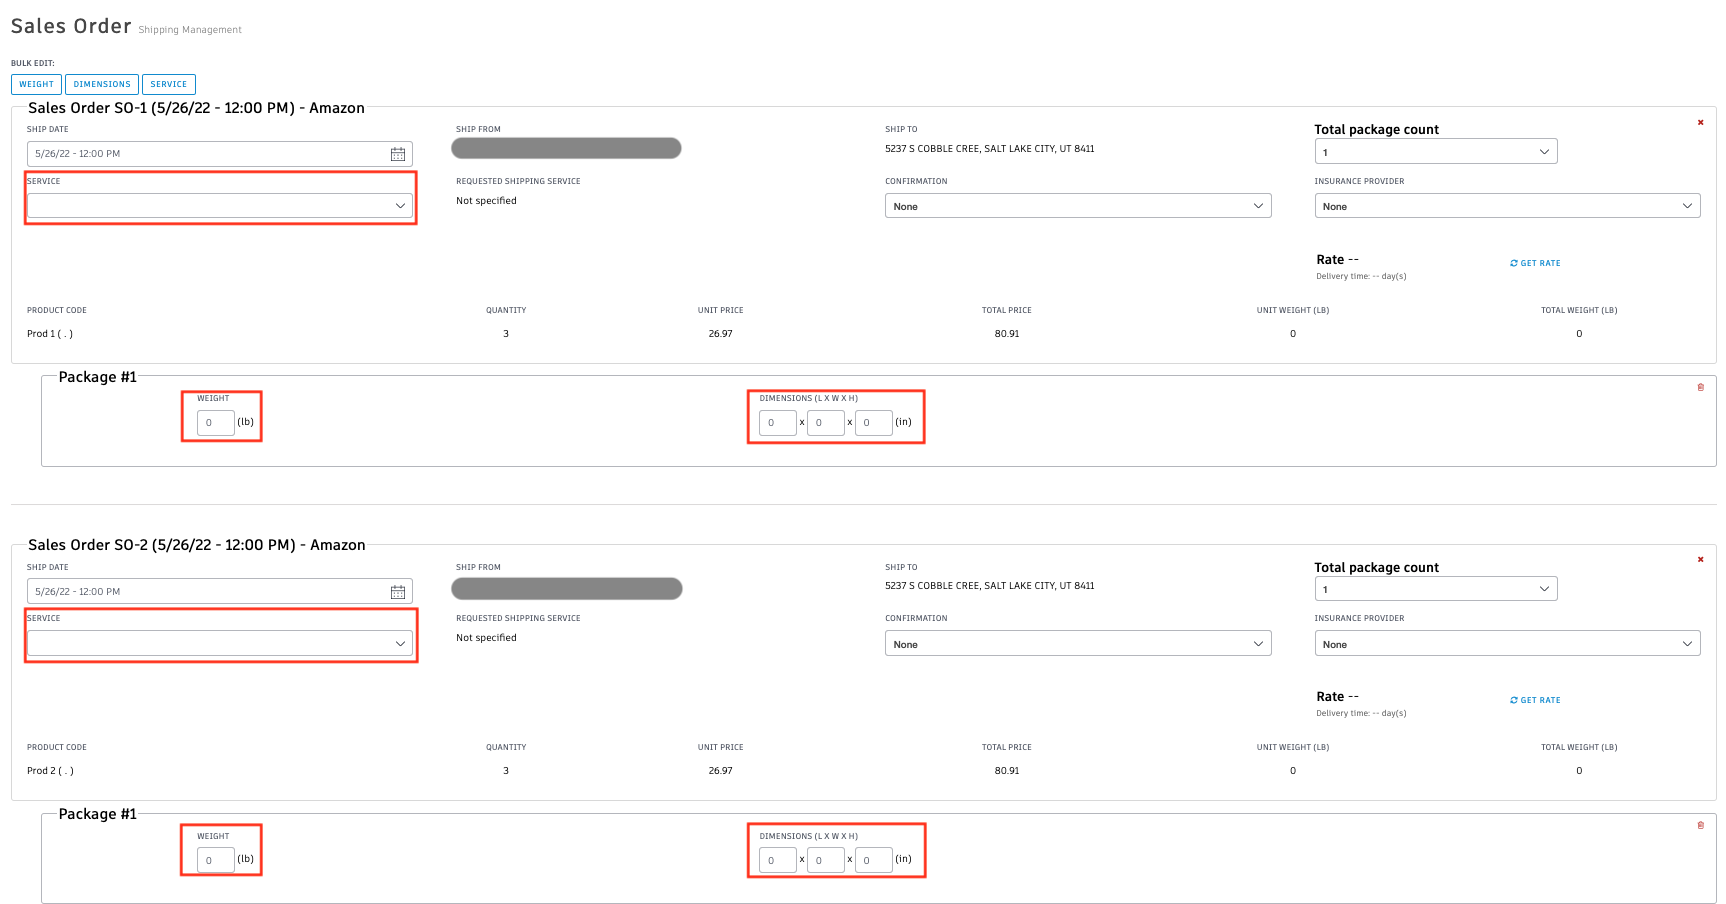 Sales Order Shipping Management
BULK EDIT:
WEIGHT DIMENSIONS SERVICE
Sales Order SO-1 (5/26/22 - 12:00 PM) - Amazon
SHIP DATE SHIP FROM SHIP TO Total package count
5/26/22 - 12:00 PM 5237 S COBBLE CREE, SALT LAKE CITY, UT 8411 1
SERVICE REQUESTED SHIPPING SERVICE CONFIRMATION INSURANCE PROVIDER
Not specified None None
Rate -- GET RATE
Delivery time: -- day(s)
PRODUCT CODE QUANTITY UNIT PRICE TOTAL PRICE UNIT WEIGHT (LB) TOTAL WEIGHT (LB)
Prod 1 ( . ) 3 26.97 80.91 0 0
Package #1
WEIGHT DIMENSIONS (L X W X H)
0 (lb) 0 x 0 x 0 (in)
Sales Order SO-2 (5/26/22 - 12:00 PM) - Amazon
SHIP DATE SHIP FROM SHIP TO Total package count
5/26/22 - 12:00 PM 5237 S COBBLE CREE, SALT LAKE CITY, UT 8411 1
SERVICE REQUESTED SHIPPING SERVICE CONFIRMATION INSURANCE PROVIDER
Not specified None None
Rate -- GET RATE
Delivery time: -- day(s)
PRODUCT CODE QUANTITY UNIT PRICE TOTAL PRICE UNIT WEIGHT (LB) TOTAL WEIGHT (LB)
Prod 2 ( . ) 3 26.97 80.91 0 0
Package #1
WEIGHT DIMENSIONS (L X W X H)
0 (lb) 0 x 0 x 0 (in)